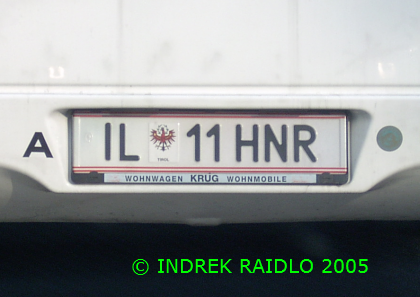 A
IL 11 HNR
TIROL
WOHNWAGEN KRUG WOHNMOBILE
© INDREK RAIDLO 2005